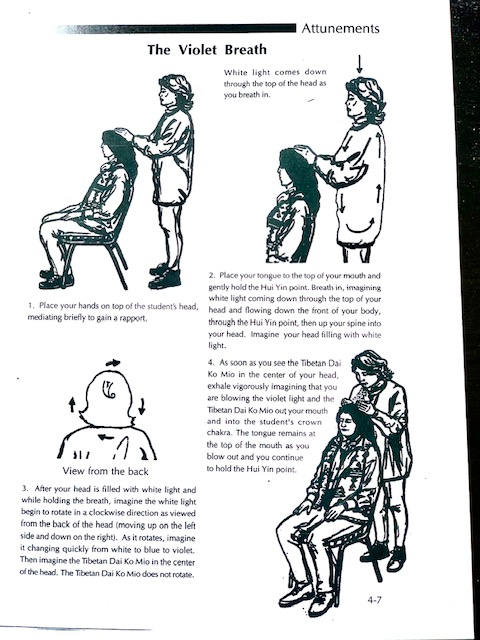 Attunements
The Violet Breath
White light comes down
through the top of the head as
you breath in.
1. Place your hands on top of the student's head,
mediating briefly to gain a rapport.
2. Place your tongue to the top of your mouth and
gently hold the Hui Yin point. Breath in, imagining
white light coming down through the top of your
head and flowing down the front of your body,
through the Hui Yin point, then up your spine into
your head. Imagine your head filling with white
light.
View from the back
3. After your head is filled with white light and
while holding the breath, imagine the white light
begin to rotate in a clockwise direction as viewed
from the back of the head (moving up on the left
side and down on the right). As it rotates, imagine
it changing quickly from white to blue to violet.
Then imagine the Tibetan Dai Ko Mio in the center
of the head. The Tibetan Dai Ko Mio does not rotate.
4. As soon as you see the Tibetan Dai
Ko Mio in the center of your head,
exhale vigorously imagining that you
are blowing the violet light and the
Tibetan Dai Ko Mio out your mouth
and into the student's crown
chakra. The tongue remains at
the top of the mouth as you
blow out and you continue
to hold the Hui Yin point.
4-7